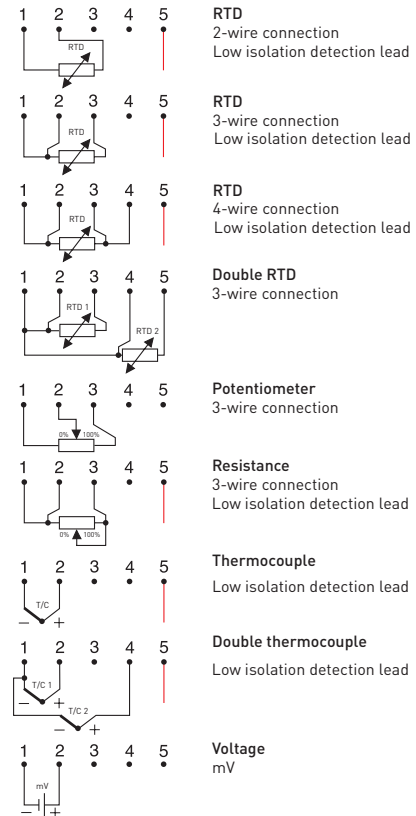 1 2 3 4 5
RTD
RTD
2-wire connection
Low isolation detection lead
1 2 3 4 5
RTD
RTD
3-wire connection
Low isolation detection lead
1 2 3 4 5
RTD
RTD
4-wire connection
Low isolation detection lead
1 2 3 4 5
RTD 1
RTD 2
Double RTD
3-wire connection
1 2 3 4 5
0% 100%
Potentiometer
3-wire connection
1 2 3 4 5
0% 100%
Resistance
3-wire connection
Low isolation detection lead
1 2 3 4 5
T/C
– +
Thermocouple
Low isolation detection lead
1 2 3 4 5
T/C 1
– +
T/C 2
– +
Double thermocouple
Low isolation detection lead
1 2 3 4 5
mV
– +
Voltage
mV